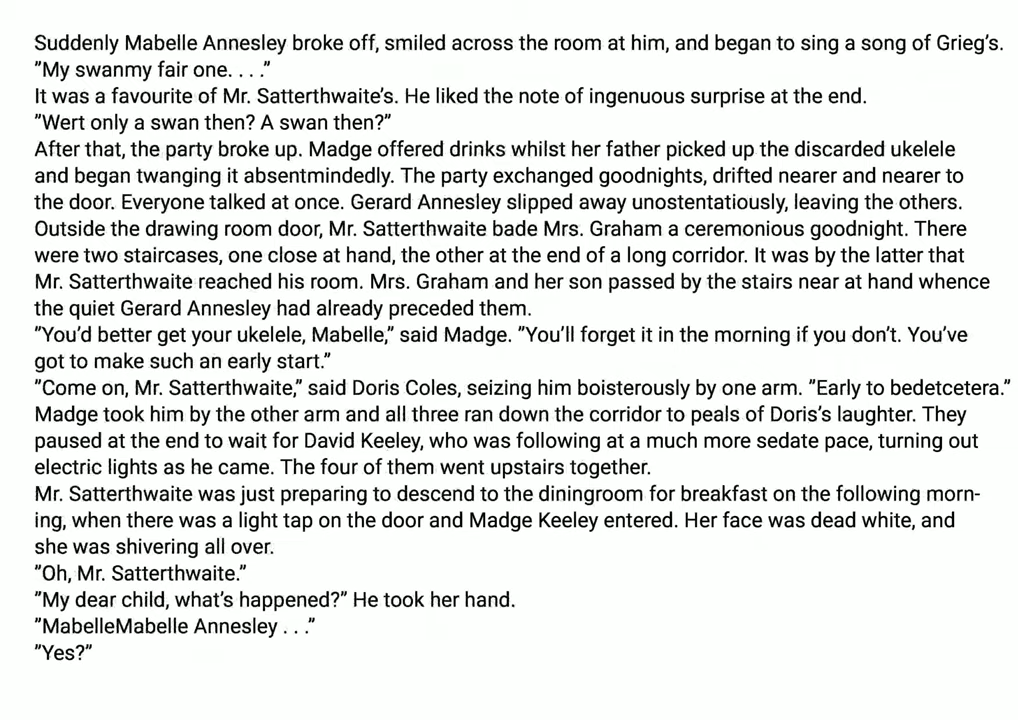 Suddenly Mabelle Annesley broke off, smiled across the room at him, and began to sing a song of Grieg's.
"My swanmy fair one. . . ."
It was a favourite of Mr. Satterthwaite's. He liked the note of ingenuous surprise at the end.
"Wert only a swan then? A swan then?"
After that, the party broke up. Madge offered drinks whilst her father picked up the discarded ukelele
and began twanging it absentmindedly. The party exchanged goodnights, drifted nearer and nearer to
the door. Everyone talked at once. Gerard Annesley slipped away unostentatiously, leaving the others.
Outside the drawing room door, Mr. Satterthwaite bade Mrs. Graham a ceremonious goodnight. There
were two staircases, one close at hand, the other at the end of a long corridor. It was by the latter that
Mr. Satterthwaite reached his room. Mrs. Graham and her son passed by the stairs near at hand whence
the quiet Gerard Annesley had already preceded them.
"You'd better get your ukelele, Mabelle," said Madge. "You'll forget it in the morning if you don't. You've
got to make such an early start."
"Come on, Mr. Satterthwaite," said Doris Coles, seizing him boisterously by one arm. "Early to bedetcetera."
Madge took him by the other arm and all three ran down the corridor to peals of Doris's laughter. They
paused at the end to wait for David Keeley, who was following at a much more sedate pace, turning out
electric lights as he came. The four of them went upstairs together.
Mr. Satterthwaite was just preparing to descend to the diningroom for breakfast on the following morn-
ing, when there was a light tap on the door and Madge Keeley entered. Her face was dead white, and
she was shivering all over.
"Oh, Mr. Satterthwaite."
"My dear child, what's happened?" He took her hand.
"MabelleMabelle Annesley . . ."
"Yes?"